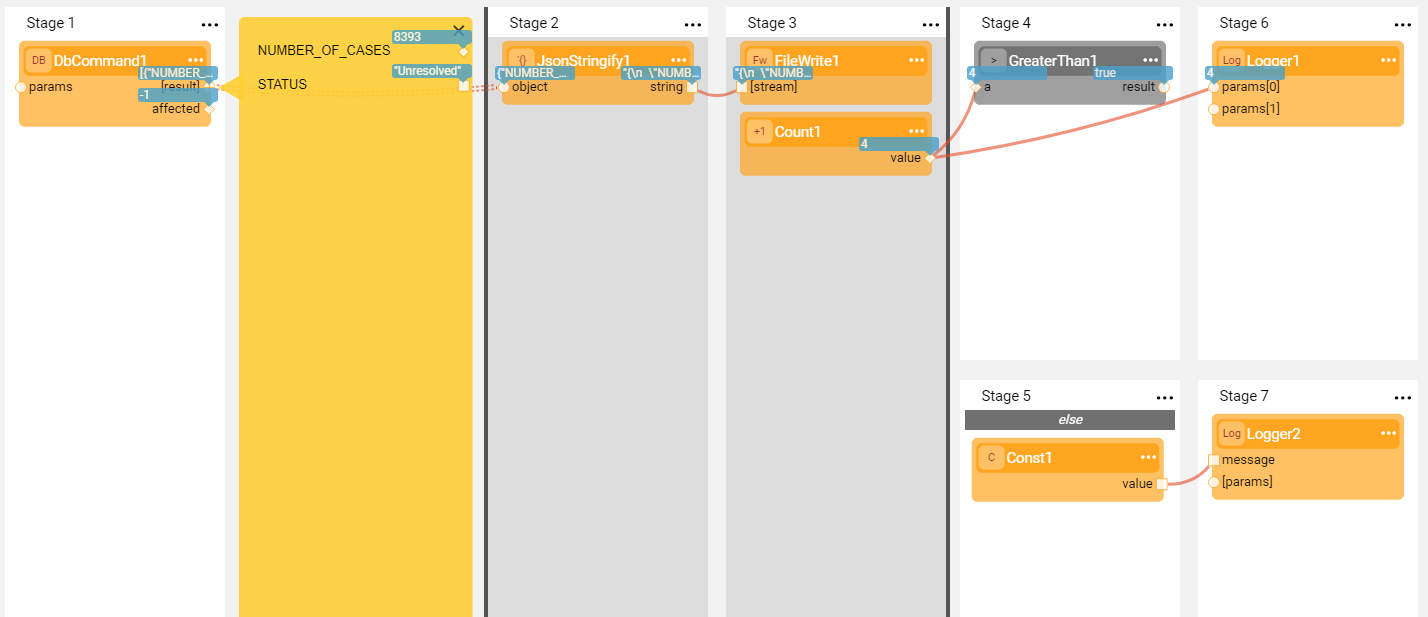 Stage 1
DB DbCommand1
[{"NUMBER_...
params [result]
-1
affected
8393
NUMBER_OF_CASES
"Unresolved"
STATUS
Stage 2
'{} JsonStringify1
{"NUMBER_... "{\n \"NUMB...
object string
Stage 3
Fw FileWrite1
"{\n \"NUMB...
[stream]
+1 Count1
4
value
Stage 4
> GreaterThan1
4 true
a result
Stage 6
Log Logger1
4
params[0]
params[1]
Stage 5
else
C Const1
value
Stage 7
Log Logger2
message
[params]